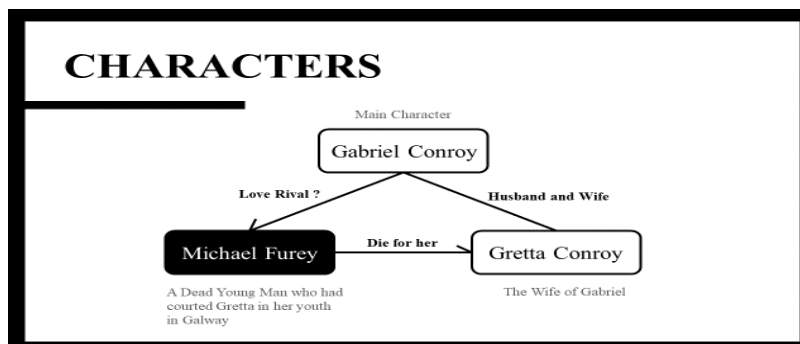 CHARACTERS
Main Character
Gabriel Conroy
Love Rival ?
Husband and Wife
Michael Furey
Die for her
Gretta Conroy
A Dead Young Man who had
courted Gretta in her youth
in Galway
The Wife of Gabriel